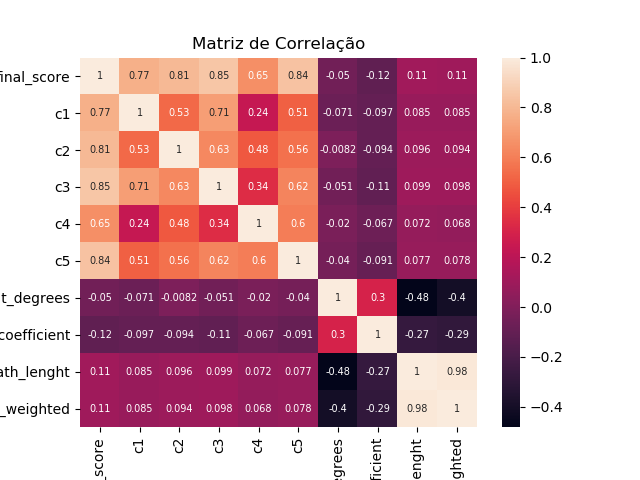 Matriz de Correlação
final_score 1 0.77 0.81 0.85 0.65 0.84 -0.05 -0.12 0.11 0.11
c1 0.77 1 0.53 0.71 0.24 0.51 -0.071 -0.097 0.085 0.085
c2 0.81 0.53 1 0.63 0.48 0.56 -0.0082 -0.094 0.096 0.094
c3 0.85 0.71 0.63 1 0.34 0.62 -0.051 -0.11 0.099 0.098
c4 0.65 0.24 0.48 0.34 1 0.6 -0.02 -0.067 0.072 0.068
c5 0.84 0.51 0.56 0.62 0.6 1 -0.04 -0.091 0.077 0.078
t_degrees -0.05 -0.071 -0.0082 -0.051 -0.02 -0.04 1 0.3 -0.48 -0.4
coefficient -0.12 -0.097 -0.094 -0.11 -0.067 -0.091 0.3 1 -0.27 -0.29
ath_lenght 0.11 0.085 0.096 0.099 0.072 0.077 -0.48 -0.27 1 0.98
_weighted 0.11 0.085 0.094 0.098 0.068 0.078 -0.4 -0.29 0.98 1
_score c1 c2 c3 c4 c5 egrees ficient enght ghted
1.0
0.8
0.6
0.4
0.2
0.0
−0.2
−0.4